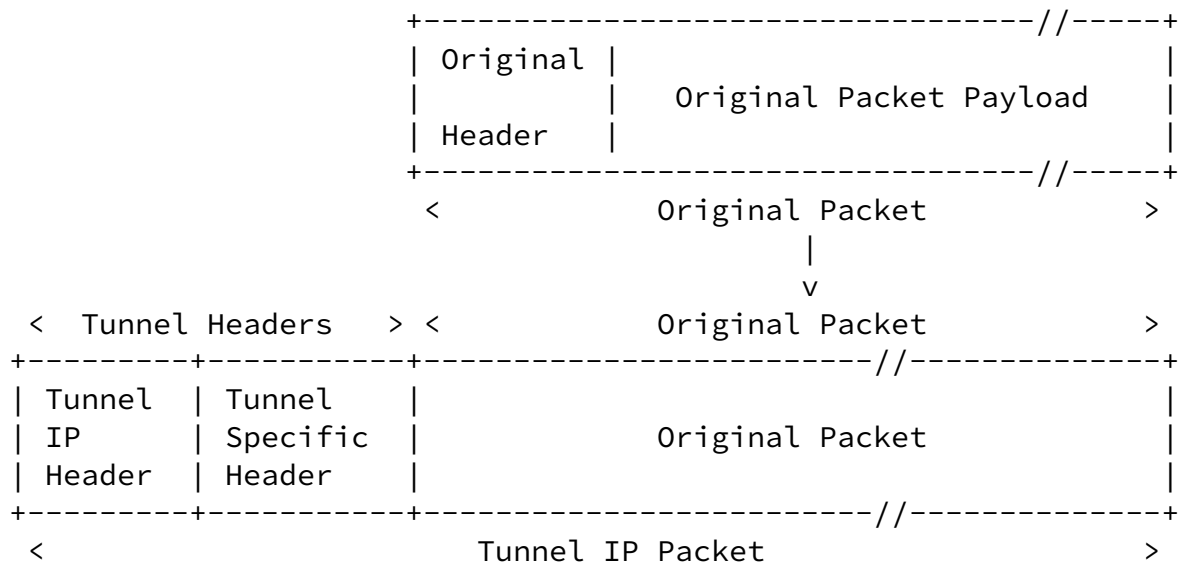 +----------------------------------//-----+
| Original |                              |
|          |   Original Packet Payload    |
| Header   |                              |
+----------------------------------//-----+
<            Original Packet            >
|
v
<  Tunnel Headers   > <            Original Packet            >
+---------+-----------+-------------------------//--------------+
| Tunnel  | Tunnel    |                                         |
| IP      | Specific  |             Original Packet             |
| Header  | Header    |                                         |
+---------+-----------+-------------------------//--------------+
<                        Tunnel IP Packet                     >